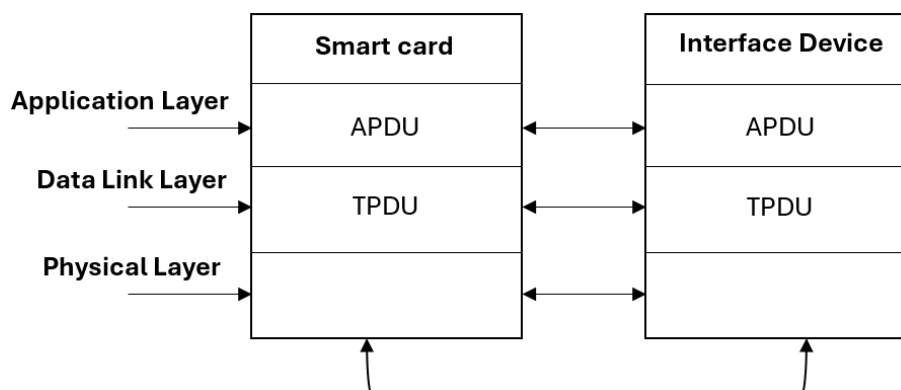 Smart card
Interface Device
Application Layer
APDU
APDU
Data Link Layer
TPDU
TPDU
Physical Layer